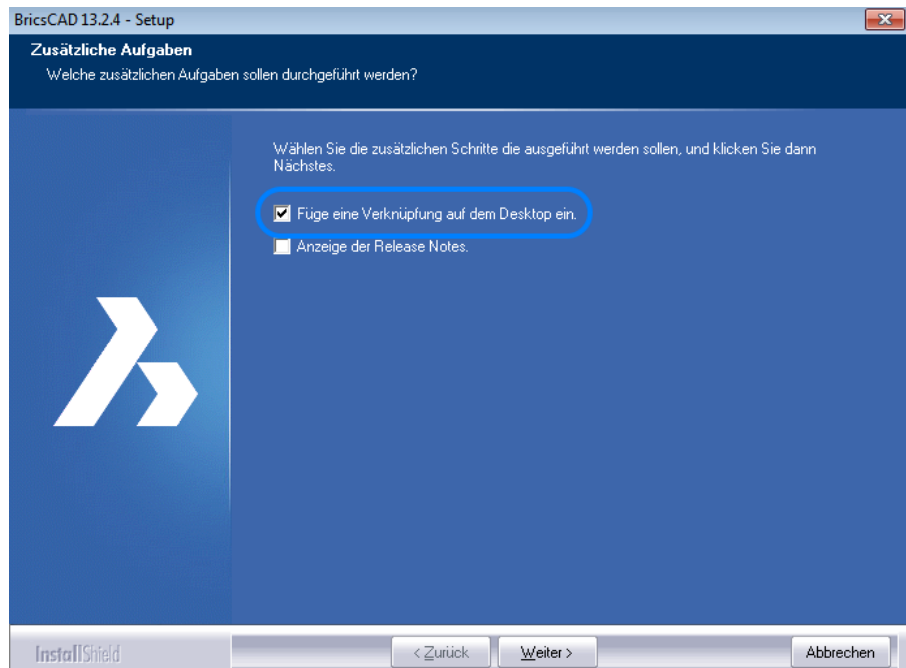 BricsCAD 13.2.4 - Setup
Zusätzliche Aufgaben
Welche zusätzlichen Aufgaben sollen durchgeführt werden?
Wählen Sie die zusätzlichen Schritte die ausgeführt werden sollen, und klicken Sie dann
Nächstes.
Füge eine Verknüpfung auf dem Desktop ein.
Anzeige der Release Notes.
InstallShield
< Zurück
Weiter >
Abbrechen